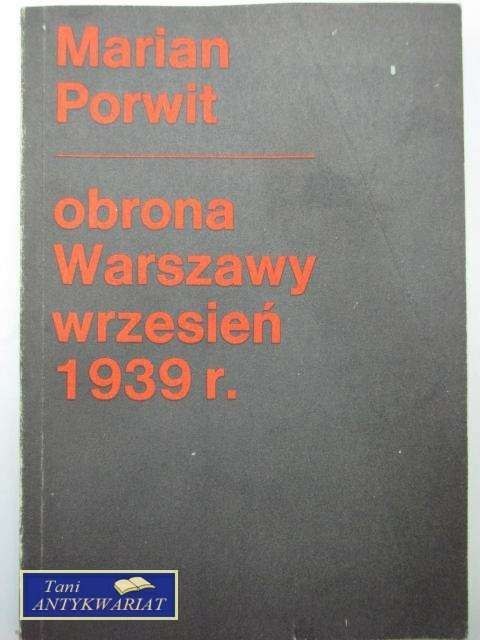 Marian
Porwit
obrona
Warszawy
wrzesień
1939 r.
Tani
ANTYKWARIAT